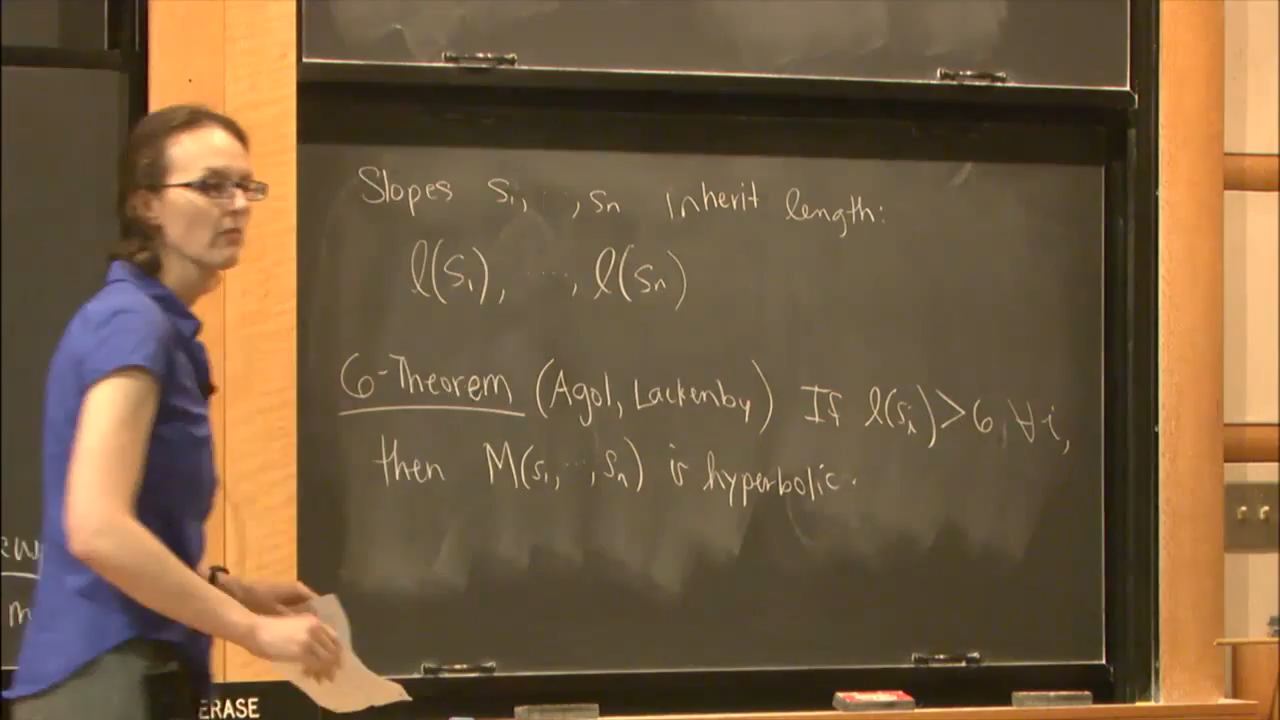 Slopes s₁, ..., sₙ inherit length:
l(s₁), ..., l(sₙ)
6-Theorem (Agol, Lackenby) If l(sᵢ)>6, ∀i,
then M(s₁, ..., sₙ) is hyperbolic.
ERASE